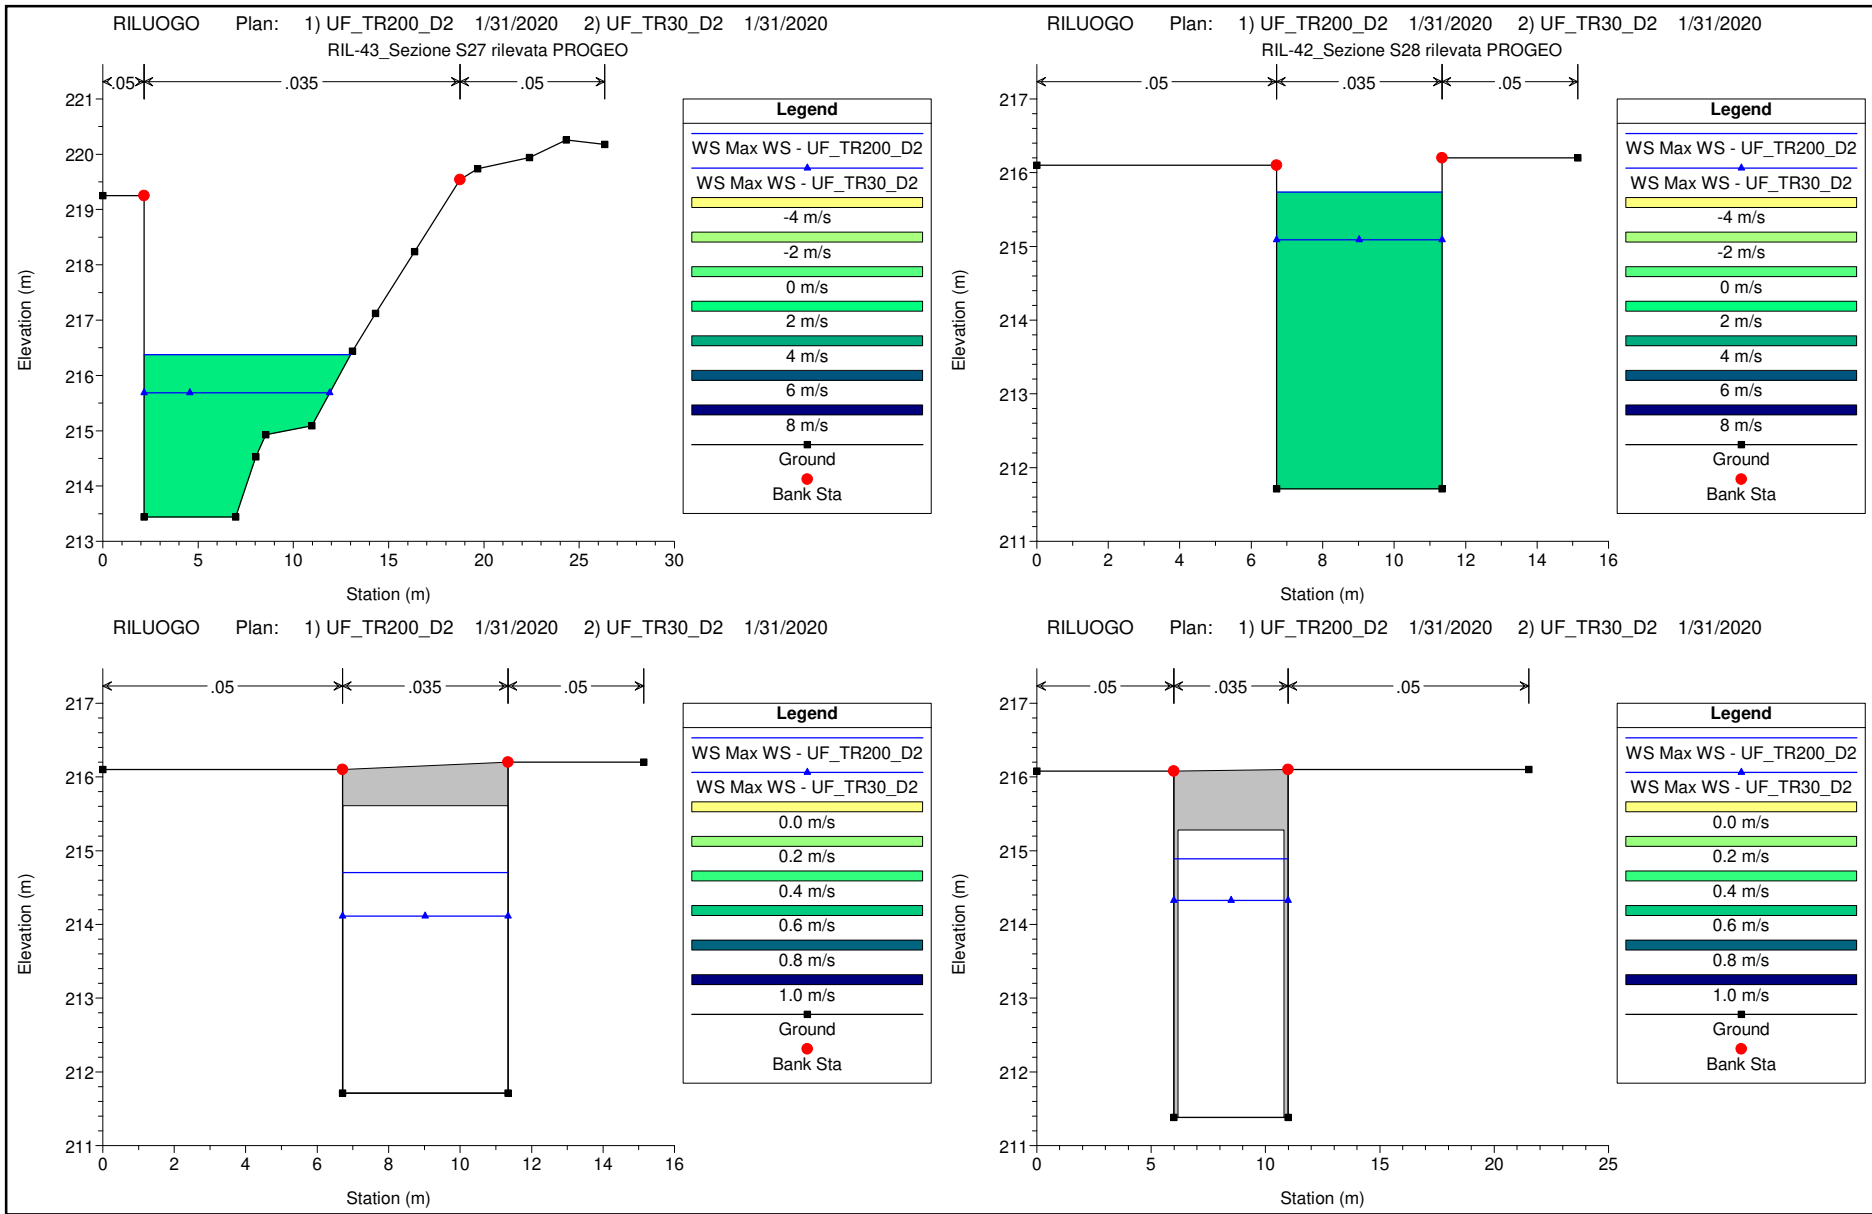 RILUOGO Plan: 1) UF_TR200_D2 1/31/2020 2) UF_TR30_D2 1/31/2020
RIL-43_Sezione S27 rilevata PROGEO
.05 .035 .05
221
220
219
218
217
216
215
214
213
Elevation (m)
0 5 10 15 20 25 30
Station (m)
Legend
WS Max WS - UF_TR200_D2
WS Max WS - UF_TR30_D2
-4 m/s
-2 m/s
0 m/s
2 m/s
4 m/s
6 m/s
8 m/s
Ground
Bank Sta
RILUOGO Plan: 1) UF_TR200_D2 1/31/2020 2) UF_TR30_D2 1/31/2020
RIL-42_Sezione S28 rilevata PROGEO
.05 .035 .05
217
216
215
214
213
212
211
Elevation (m)
0 2 4 6 8 10 12 14 16
Station (m)
Legend
WS Max WS - UF_TR200_D2
WS Max WS - UF_TR30_D2
-4 m/s
-2 m/s
0 m/s
2 m/s
4 m/s
6 m/s
8 m/s
Ground
Bank Sta
RILUOGO Plan: 1) UF_TR200_D2 1/31/2020 2) UF_TR30_D2 1/31/2020
.05 .035 .05
217
216
215
214
213
212
211
Elevation (m)
0 2 4 6 8 10 12 14 16
Station (m)
Legend
WS Max WS - UF_TR200_D2
WS Max WS - UF_TR30_D2
0.0 m/s
0.2 m/s
0.4 m/s
0.6 m/s
0.8 m/s
1.0 m/s
Ground
Bank Sta
RILUOGO Plan: 1) UF_TR200_D2 1/31/2020 2) UF_TR30_D2 1/31/2020
.05 .035 .05
217
216
215
214
213
212
211
Elevation (m)
0 5 10 15 20 25
Station (m)
Legend
WS Max WS - UF_TR200_D2
WS Max WS - UF_TR30_D2
0.0 m/s
0.2 m/s
0.4 m/s
0.6 m/s
0.8 m/s
1.0 m/s
Ground
Bank Sta